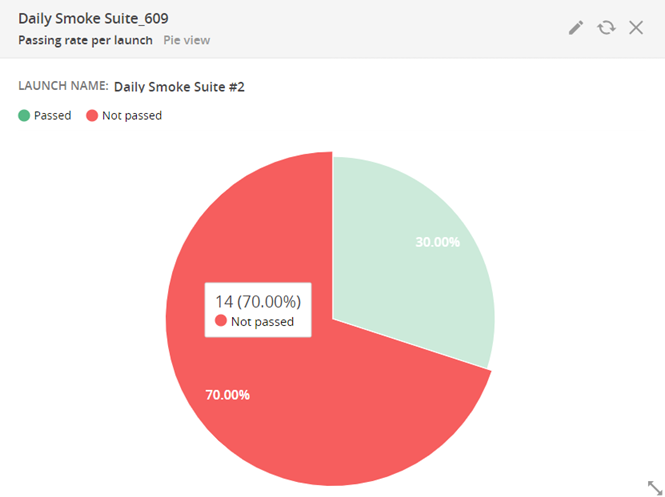 Daily Smoke Suite_609
Passing rate per launch Pie view
LAUNCH NAME: Daily Smoke Suite #2
Passed Not passed
30.00%
14 (70.00%)
Not passed
70.00%